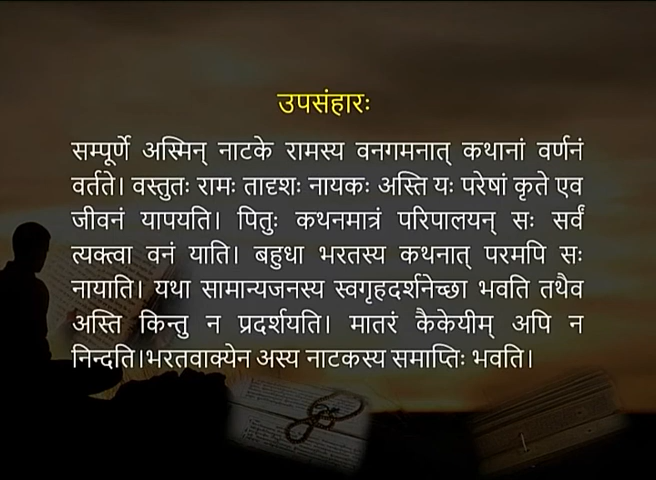 उपसंहारः
सम्पूर्णे अस्मिन् नाटके रामस्य वनगमनात् कथानां वर्णनं
वर्तते। वस्तुतः रामः तादृशः नायकः अस्ति यः परेषां कृते एव
जीवनं यापयति। पितुः कथनमात्रं परिपालयन् सः सर्वं
त्यक्त्वा वनं याति। बहुधा भरतस्य कथनात् परमपि सः
नायाति। यथा सामान्यजनस्य स्वगृहदर्शनेच्छा भवति तथैव
अस्ति किन्तु न प्रदर्शयति। मातरं कैकेयीम् अपि न
निन्दति।भरतवाक्येन अस्य नाटकस्य समाप्तिः भवति।